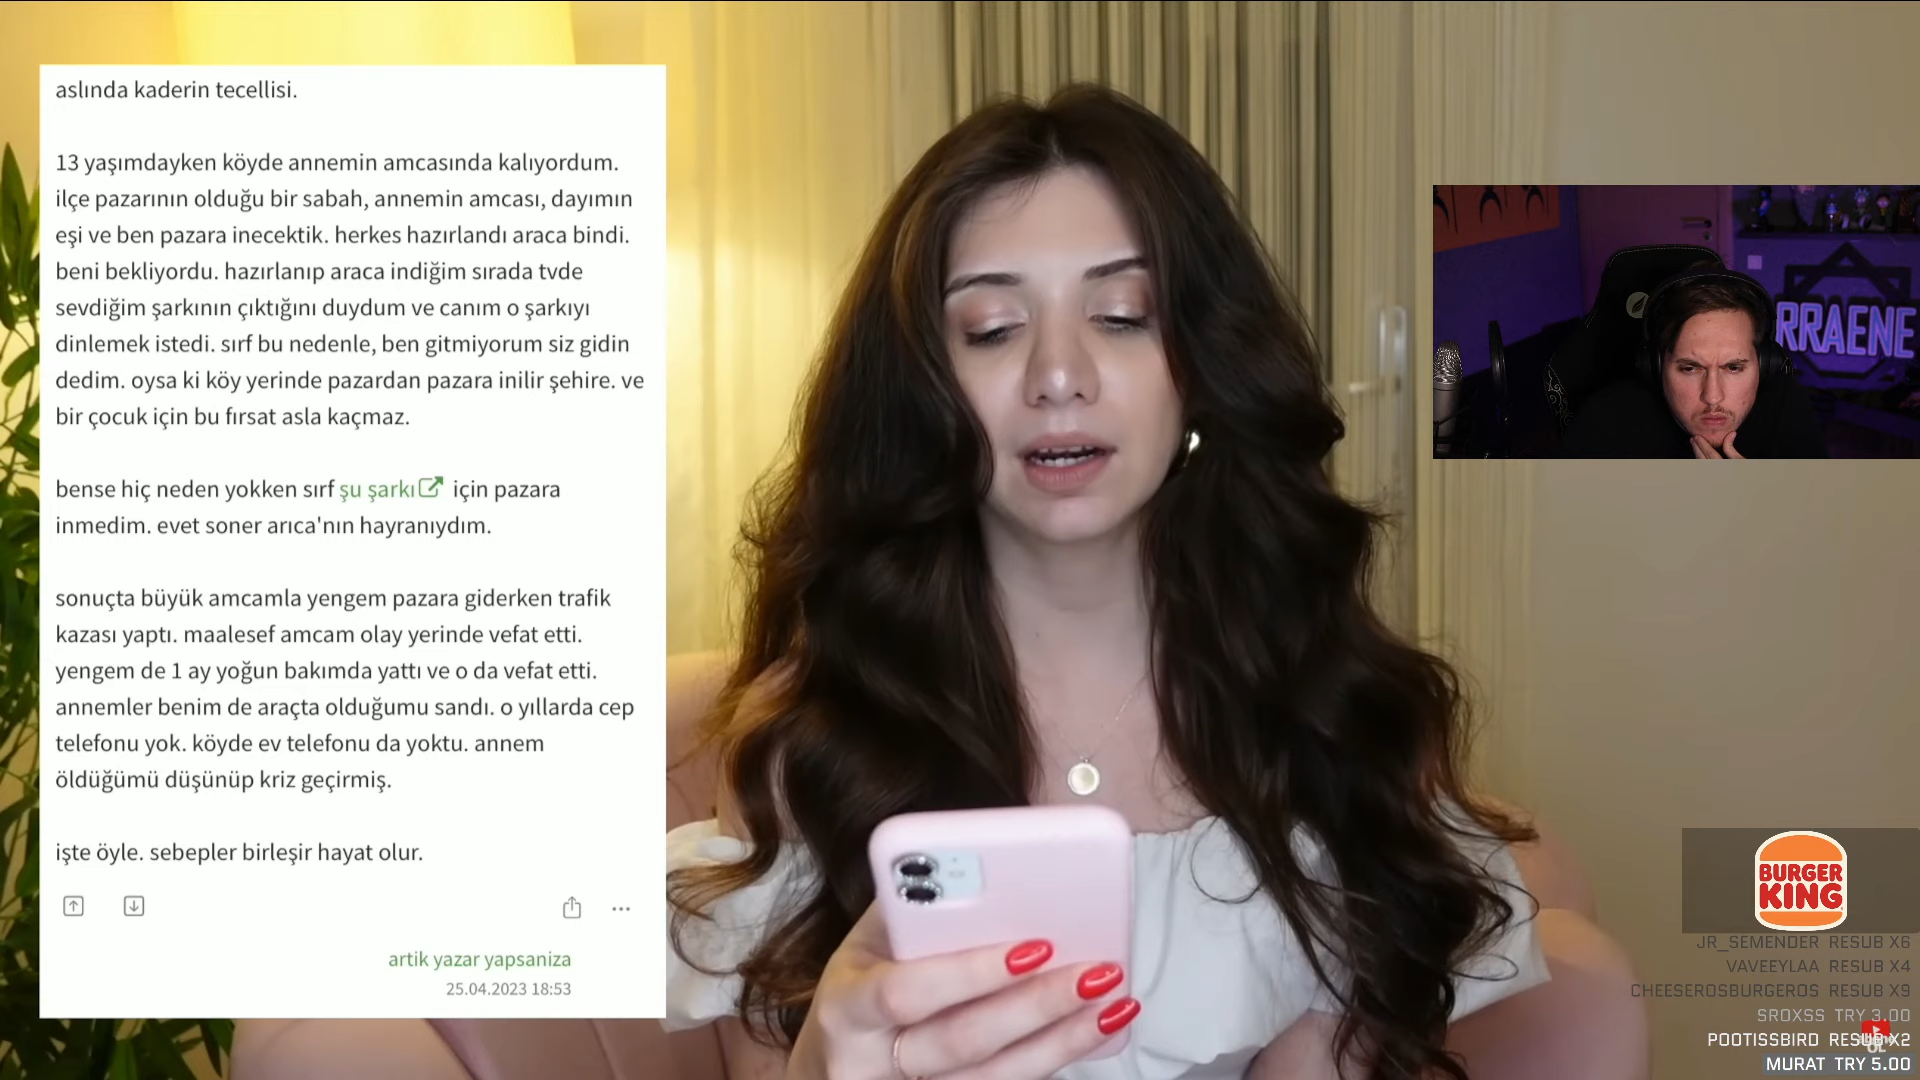 aslında kaderin tecellisi.
13 yaşımdayken köyde annemin amcasında kalıyordum.
ilçe pazarının olduğu bir sabah, annemin amcası, dayımın
eşi ve ben pazara inecektik. herkes hazırlandı araca bindi.
beni bekliyordu. hazırlanıp araca indiğim sırada tvde
sevdiğim şarkının çıktığını duydum ve canım o şarkıyı
dinlemek istedi. sırf bu nedenle, ben gitmiyorum siz gidin
dedim. oysa ki köy yerinde pazardan pazara inilir şehire. ve
bir çocuk için bu fırsat asla kaçmaz.
bense hiç neden yokken sırf şu şarkı için pazara
inmedim. evet soner arıca'nın hayranıydım.
sonuçta büyük amcamla yengem pazara giderken trafik
kazası yaptı. maalesef amcam olay yerinde vefat etti.
yengem de 1 ay yoğun bakımda yattı ve o da vefat etti.
annemler benim de araçta olduğumu sandı. o yıllarda cep
telefonu yok. köyde ev telefonu da yoktu. annem
öldüğümü düşünüp kriz geçirmiş.
işte öyle. sebepler birleşir hayat olur.
artik yazar yapsaniza
25.04.2023 18:53
RRAENE
BURGER
KING
JR_SEMENDER RESUB X6
VAVEEYLAA RESUB X4
CHEESEROSBURGEROS RESUB X9
SROXSS TRY 3.00
POOTISSBIRD RESUB X2
MURAT TRY 5.00